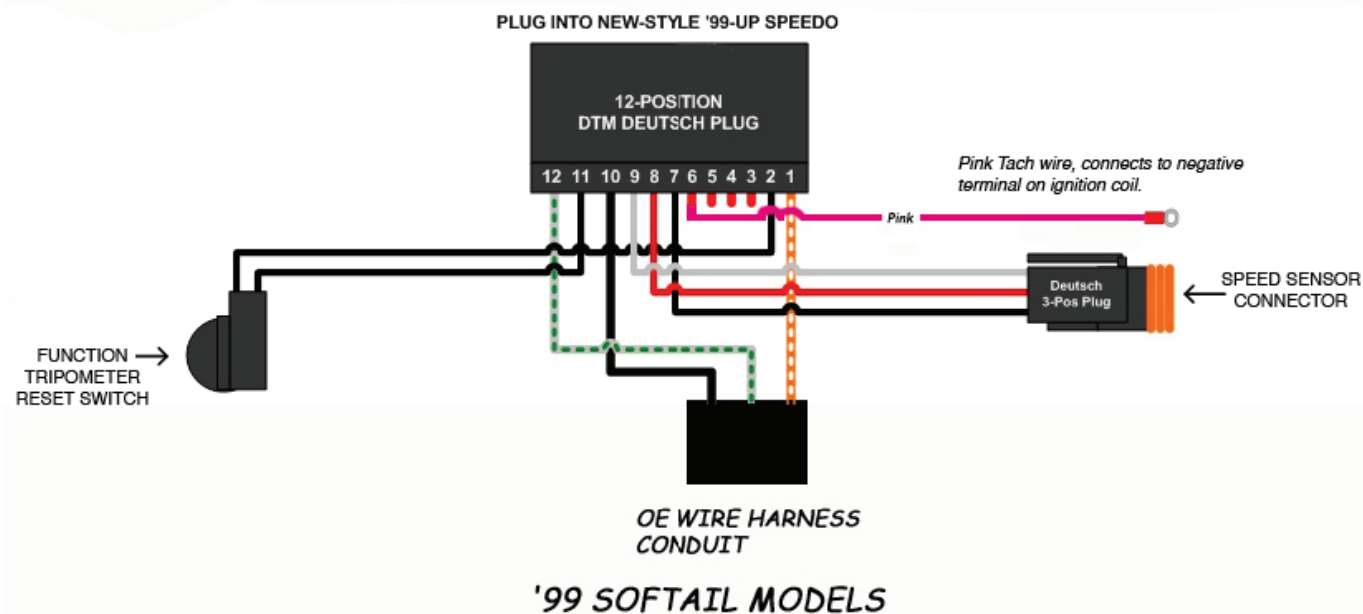 PLUG INTO NEW-STYLE '99-UP SPEEDO
12-POSITION
DTM DEUTSCH PLUG
12 11 10 9 8 7 6 5 4 3 2 1
Pink Tach wire, connects to negative
terminal on ignition coil.
Pink
Deutsch
3-Pos Plug
SPEED SENSOR
CONNECTOR
FUNCTION
TRIPOMETER
RESET SWITCH
OE WIRE HARNESS
CONDUIT
'99 SOFTAIL MODELS